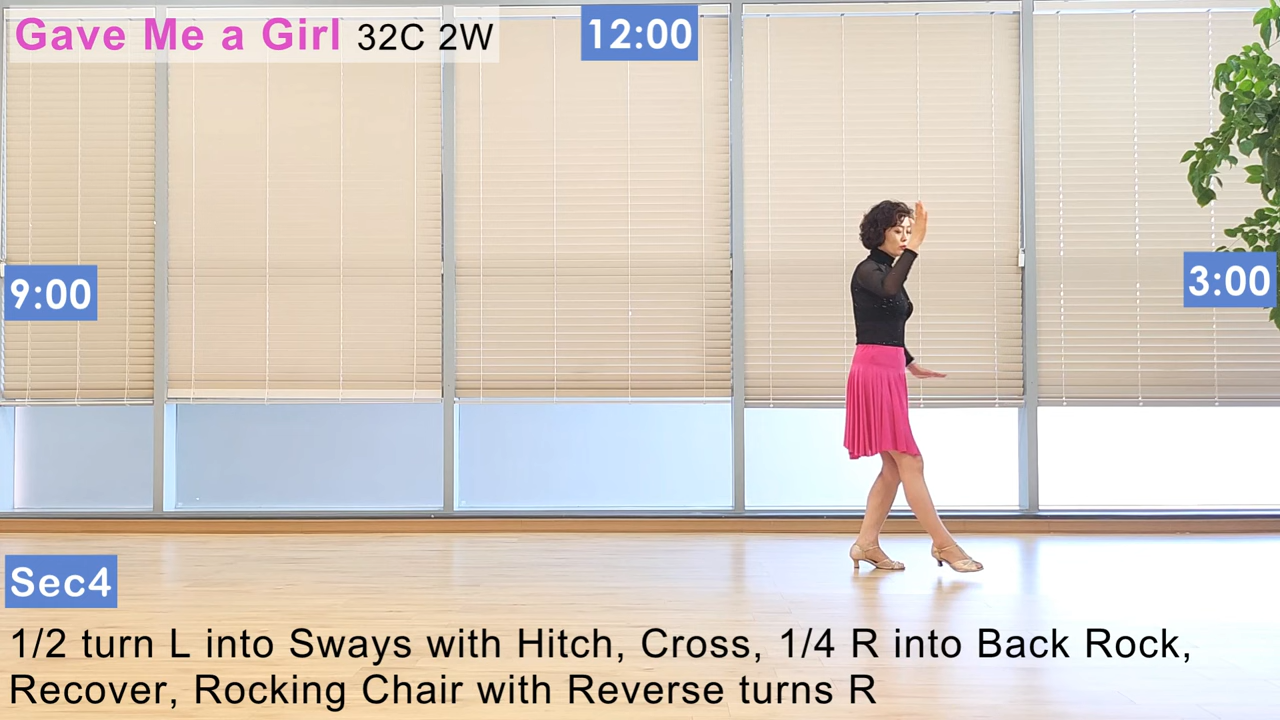 Gave Me a Girl 32C 2W
12:00
9:00
3:00
Sec4
1/2 turn L into Sways with Hitch, Cross, 1/4 R into Back Rock,
Recover, Rocking Chair with Reverse turns R